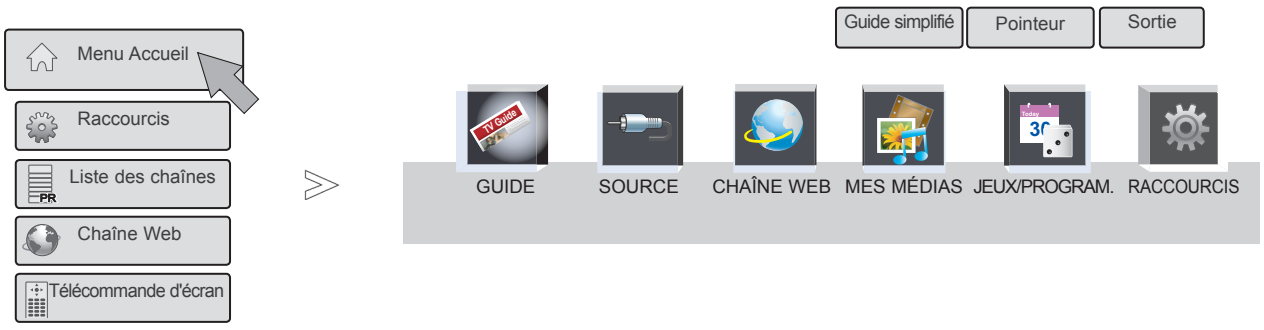 Menu Accueil
Raccourcis
Liste des chaînes
PR
Chaîne Web
Télécommande d'écran
Guide simplifié
Pointeur
Sortie
TV Guide
Today
30
GUIDE
SOURCE
CHAÎNE WEB
MES MÉDIAS
JEUX/PROGRAM.
RACCOURCIS